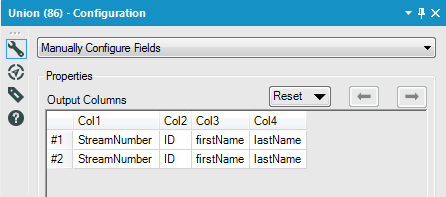 Union (86) - Configuration
Manually Configure Fields
Properties
Output Columns Reset
Col1 Col2 Col3 Col4
#1 StreamNumber ID firstName lastName
#2 StreamNumber ID firstName lastName